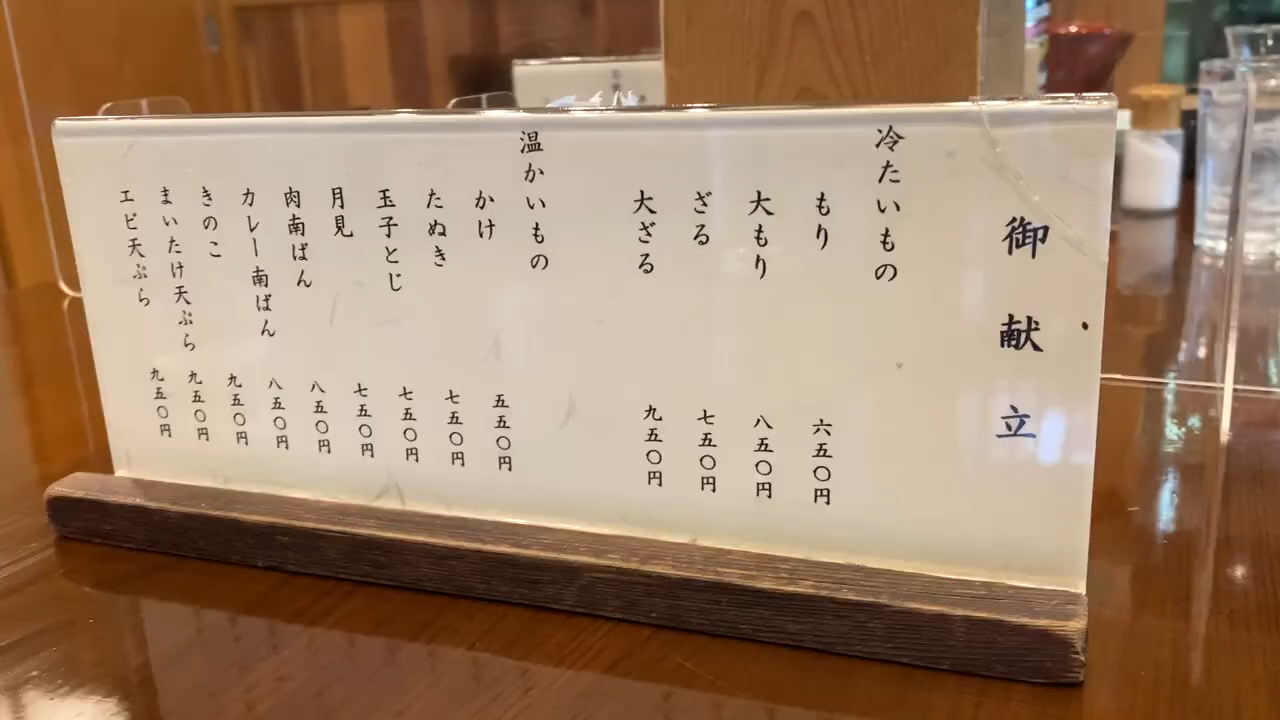 御献立
冷たいもの
もり 六五〇円
大もり 八五〇円
ざる 七五〇円
大ざる 九五〇円
温かいもの
かけ 五五〇円
たぬき 七五〇円
玉子とじ 七五〇円
月見 七五〇円
肉南ばん 八五〇円
カレー南ばん 八五〇円
きのこ 九五〇円
まいたけ天ぷら 九五〇円
エビ天ぷら 九五〇円